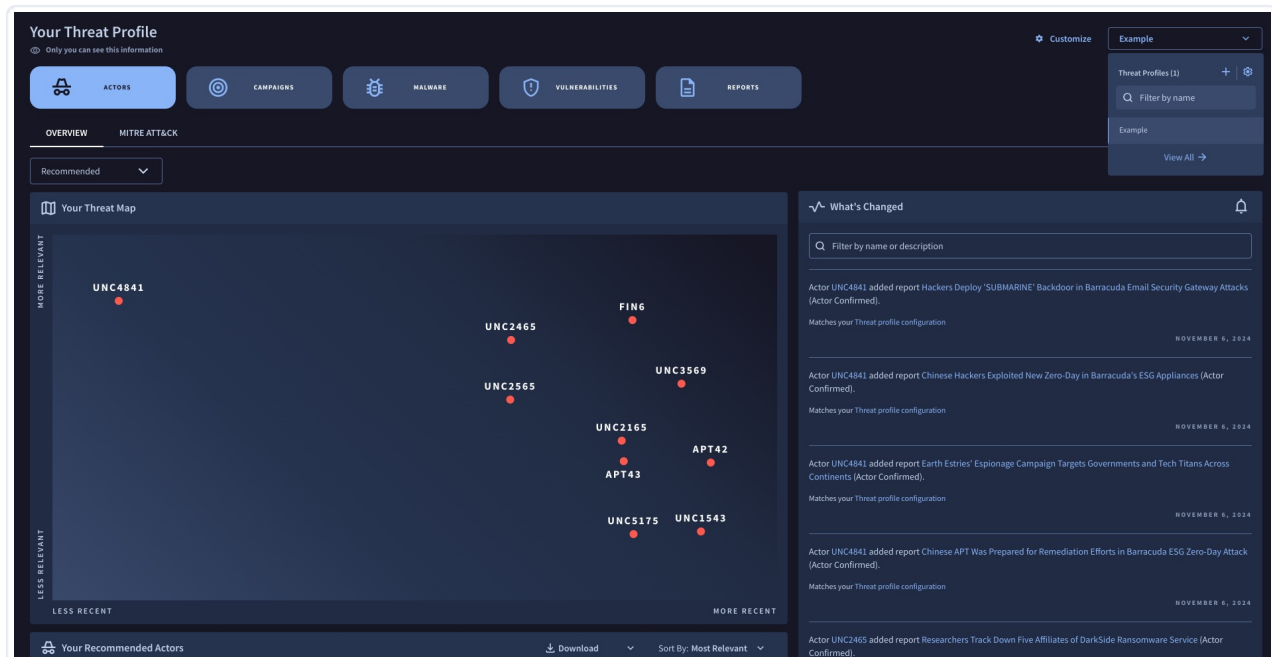 Your Threat Profile
Only you can see this information
Customize
Example
ACTORS
CAMPAIGNS
MALWARE
VULNERABILITIES
REPORTS
Threat Profiles (1)
Filter by name
Example
View All
OVERVIEW
MITRE ATT&CK
Recommended
Your Threat Map
MORE RELEVANT
LESS RELEVANT
UNC4841
FIN6
UNC2465
UNC3569
UNC2565
UNC2165
APT42
APT43
UNC5175
UNC1543
LESS RECENT
MORE RECENT
Your Recommended Actors
Download
Sort By: Most Relevant
What's Changed
Filter by name or description
Actor UNC4841 added report Hackers Deploy 'SUBMARINE' Backdoor in Barracuda Email Security Gateway Attacks
(Actor Confirmed).
Matches your Threat profile configuration
NOVEMBER 6, 2024
Actor UNC4841 added report Chinese Hackers Exploited New Zero-Day in Barracuda's ESG Appliances (Actor
Confirmed).
Matches your Threat profile configuration
NOVEMBER 6, 2024
Actor UNC4841 added report Earth Estries' Espionage Campaign Targets Governments and Tech Titans Across
Continents (Actor Confirmed).
Matches your Threat profile configuration
NOVEMBER 6, 2024
Actor UNC4841 added report Chinese APT Was Prepared for Remediation Efforts in Barracuda ESG Zero-Day Attack
(Actor Confirmed).
Matches your Threat profile configuration
NOVEMBER 6, 2024
Actor UNC2465 added report Researchers Track Down Five Affiliates of DarkSide Ransomware Service (Actor
Confirmed).